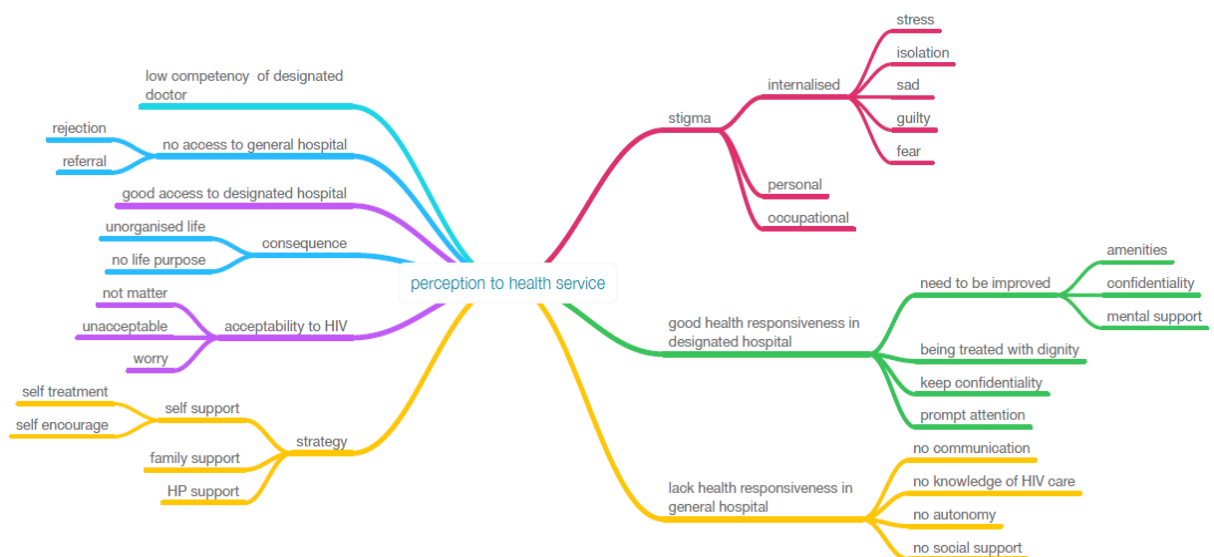 low competency of designated
doctor
rejection
referral
no access to general hospital
good access to designated hospital
unorganised life
no life purpose
consequence
not matter
unacceptable
worry
acceptability to HIV
self treatment
self encourage
self support
family support
HP support
strategy
perception to health service
stigma
internalised
stress
isolation
sad
guilty
fear
personal
occupational
good health responsiveness in
designated hospital
need to be improved
amenities
confidentiality
mental support
being treated with dignity
keep confidentiality
prompt attention
lack health responsiveness in
general hospital
no communication
no knowledge of HIV care
no autonomy
no social support